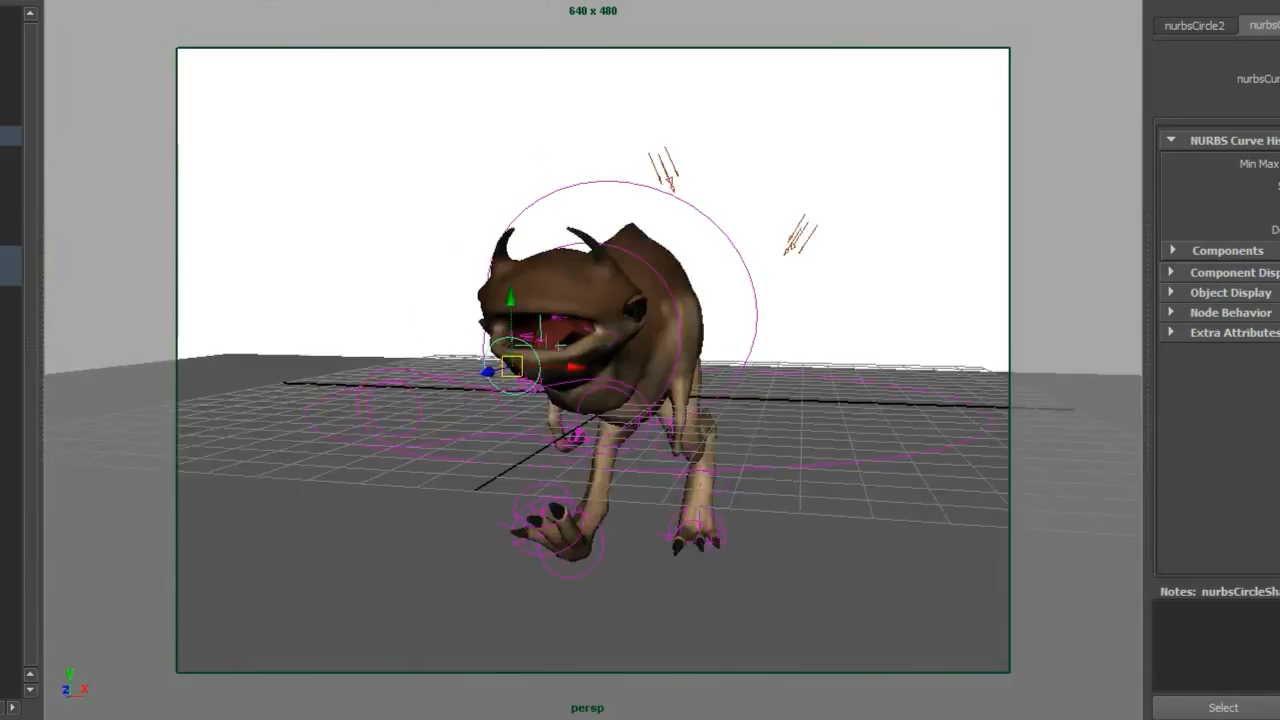 640 x 480
nurbsCircle2
nurbsC
nurbsCur
NURBS Curve His
Min Max
S
D
Components
Component Disp
Object Display
Node Behavior
Extra Attributes
Notes: nurbsCircleSha
Select
Y
Z X
persp